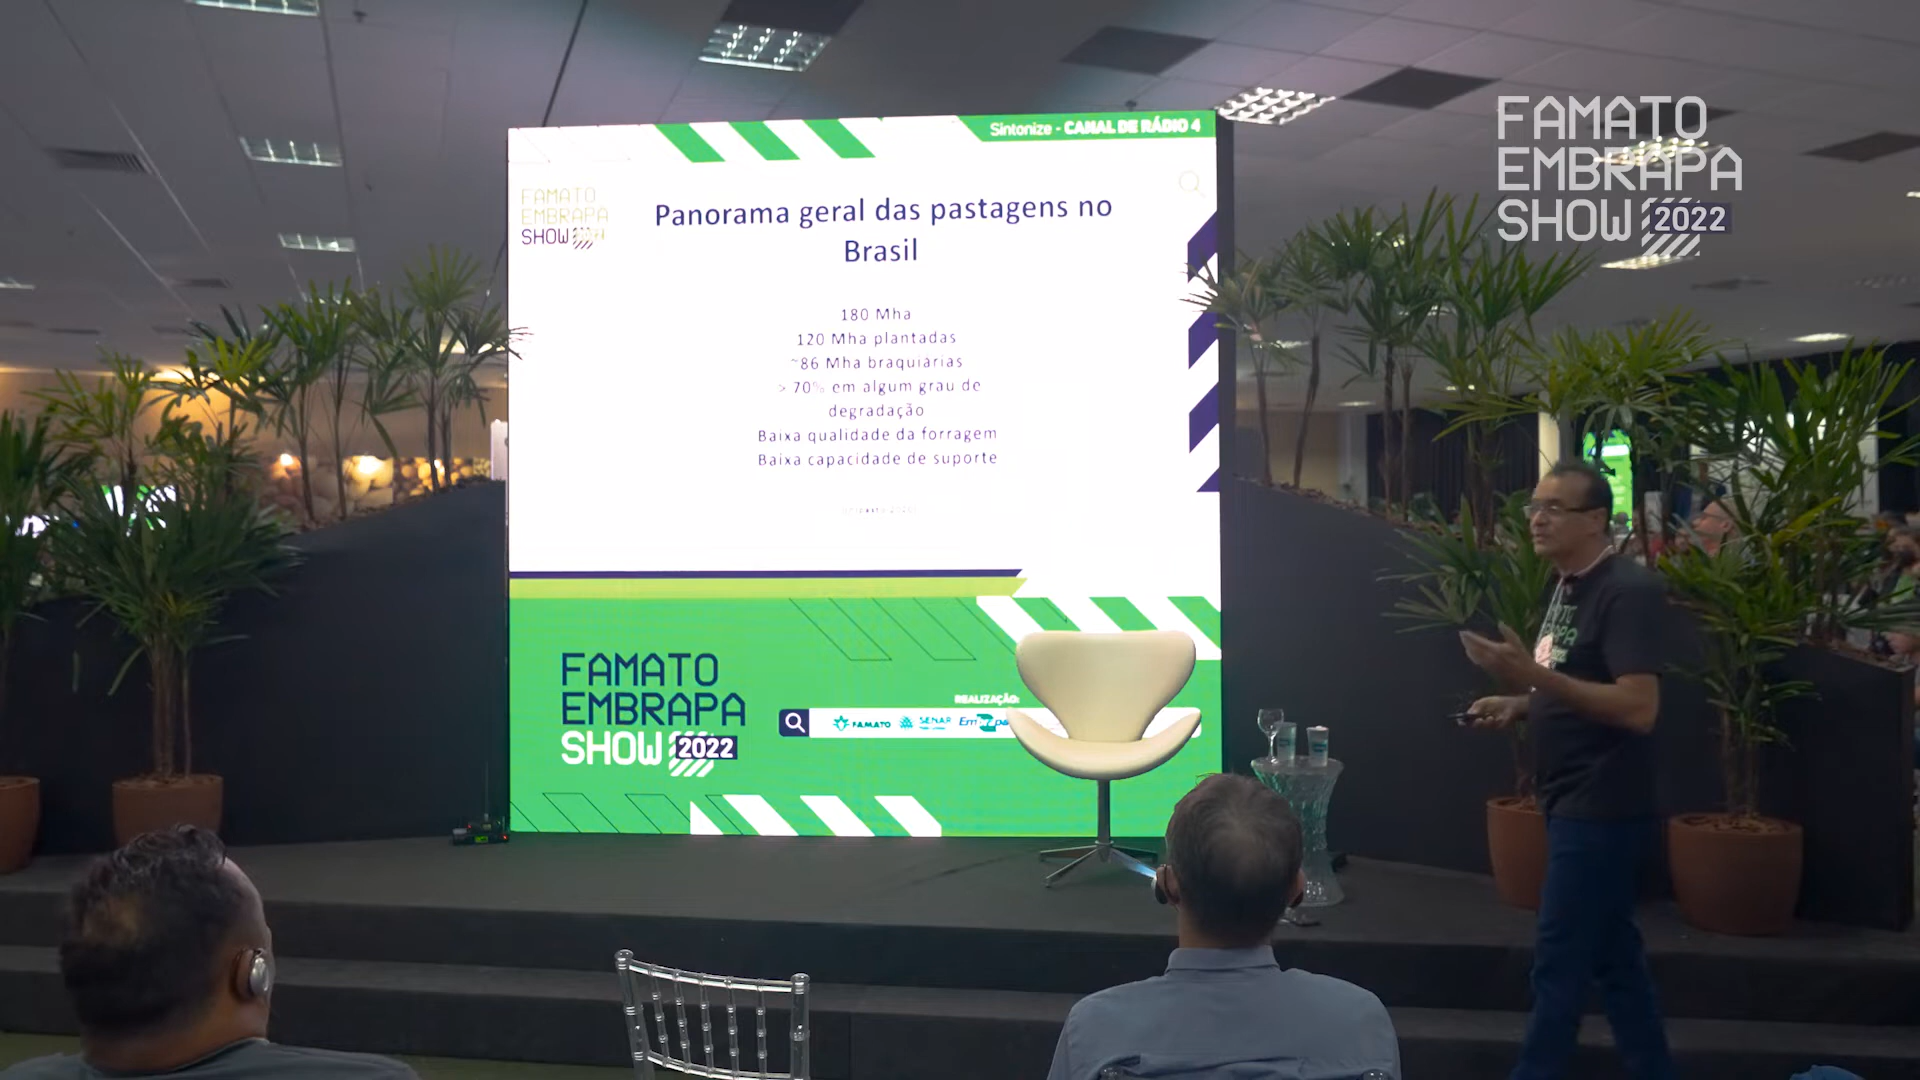 Sintonize - CANAL DE RÁDIO 4
FAMATO
EMBRAPA
SHOW
Panorama geral das pastagens no
Brasil
180 Mha
120 Mha plantadas
~86 Mha braquiárias
> 70% em algum grau de
degradação
Baixa qualidade da forragem
Baixa capacidade de suporte
FAMATO
EMBRAPA
SHOW 2022
REALIZAÇÃO:
FAMATO SENAR
FAMATO
EMBRAPA
SHOW 2022